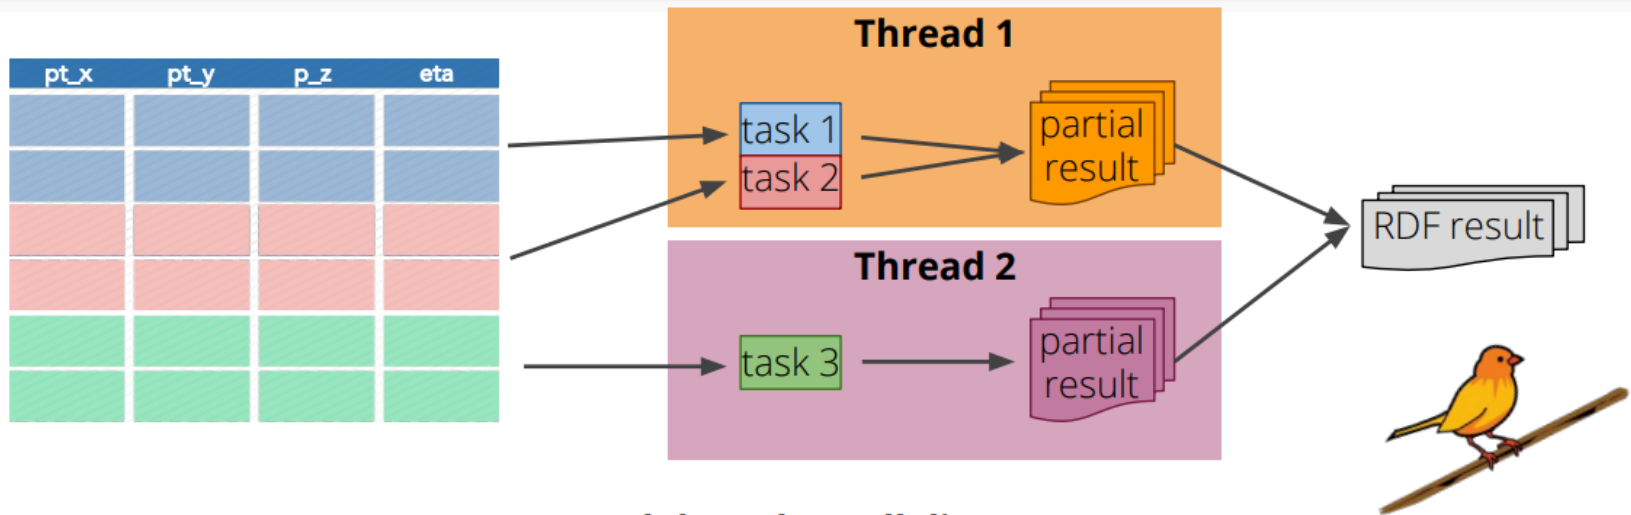 Thread 1
pt_x pt_y p_z eta
task 1
task 2
partial
result
RDF result
Thread 2
task 3
partial
result